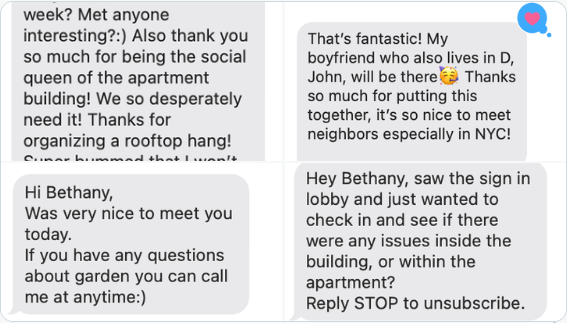 week? Met anyone
interesting?:) Also thank you
so much for being the social
queen of the apartment
building! We so desperately
need it! Thanks for
organizing a rooftop hang!
Super bummed that I won't
That's fantastic! My
boyfriend who also lives in D,
John, will be there🥳 Thanks
so much for putting this
together, it's so nice to meet
neighbors especially in NYC!
Hi Bethany,
Was very nice to meet you
today.
If you have any questions
about garden you can call
me at anytime:)
Hey Bethany, saw the sign in
lobby and just wanted to
check in and see if there
were any issues inside the
building, or within the
apartment?
Reply STOP to unsubscribe.